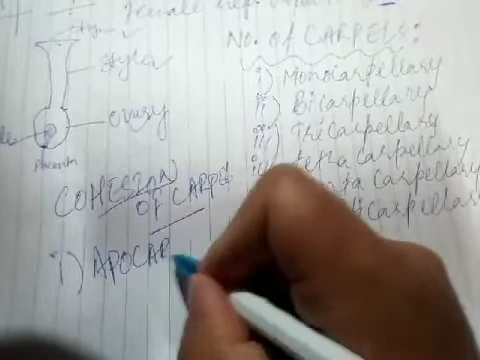 Female Rep.
style
ovary
Placenta
No. of CARPELS:
i) Monocarpellary
ii) Bicarpellary
iii) Tricarpellary
iv) Tetracarpellary
carpellary
carpellary
COHESION
OF CARPELS
i) APOCAR